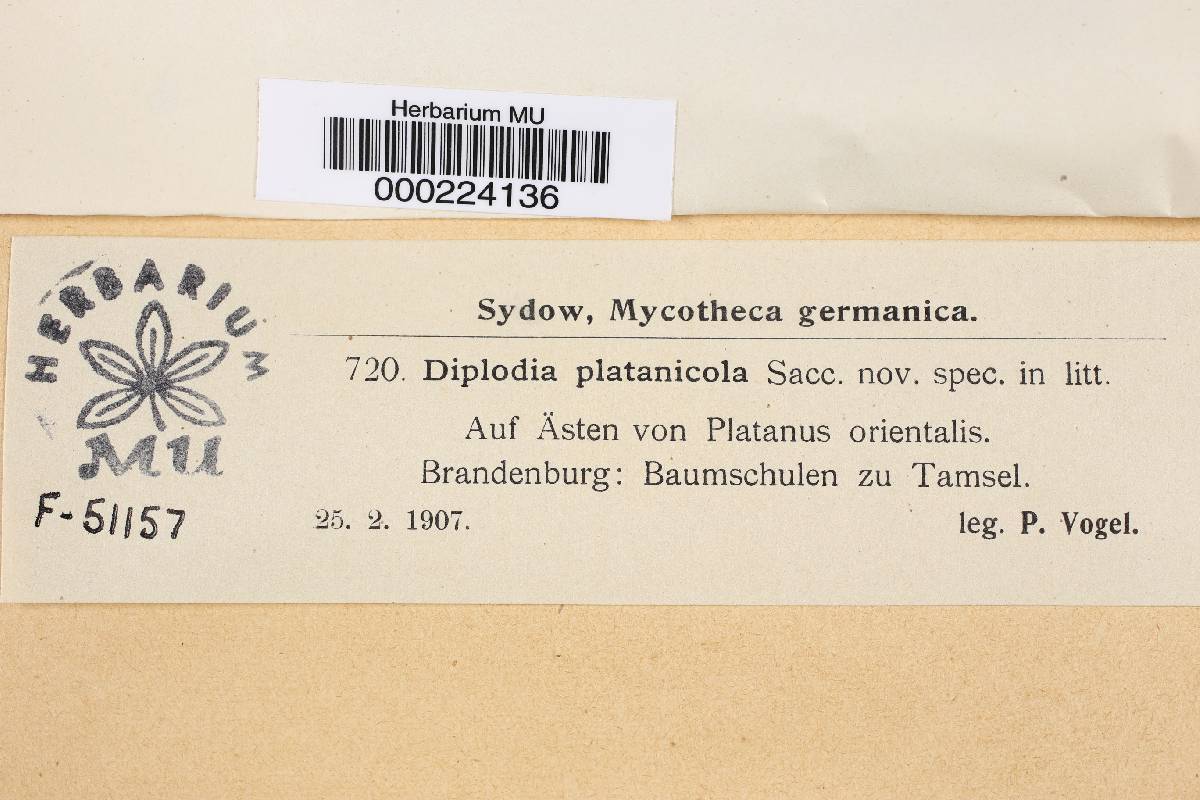 Herbarium MU
000224136
HERBARIUM
MU
F-51157
Sydow, Mycotheca germanica.
720. Diplodia platanicola Sacc. nov. spec. in litt.
Auf Ästen von Platanus orientalis.
Brandenburg: Baumschulen zu Tamsel.
25. 2. 1907. leg. P. Vogel.